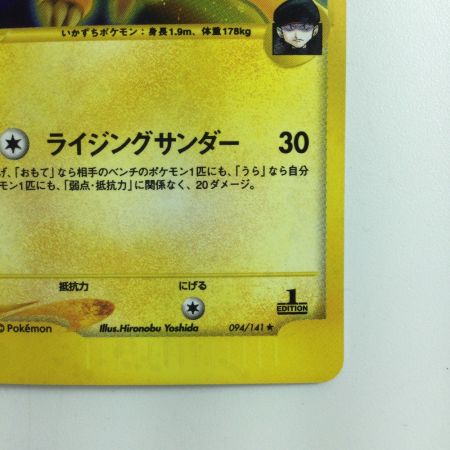 いかずちポケモン：身長1.9m、体重178kg
ライジングサンダー 30
げ、「おもて」なら相手のベンチのポケモン1匹にも、「うら」なら自分
モン1匹にも、「弱点・抵抗力」に関係なく、20ダメージ。
抵抗力 にげる
1
EDITION
© Pokémon Illus.Hironobu Yoshida 094/141 ★